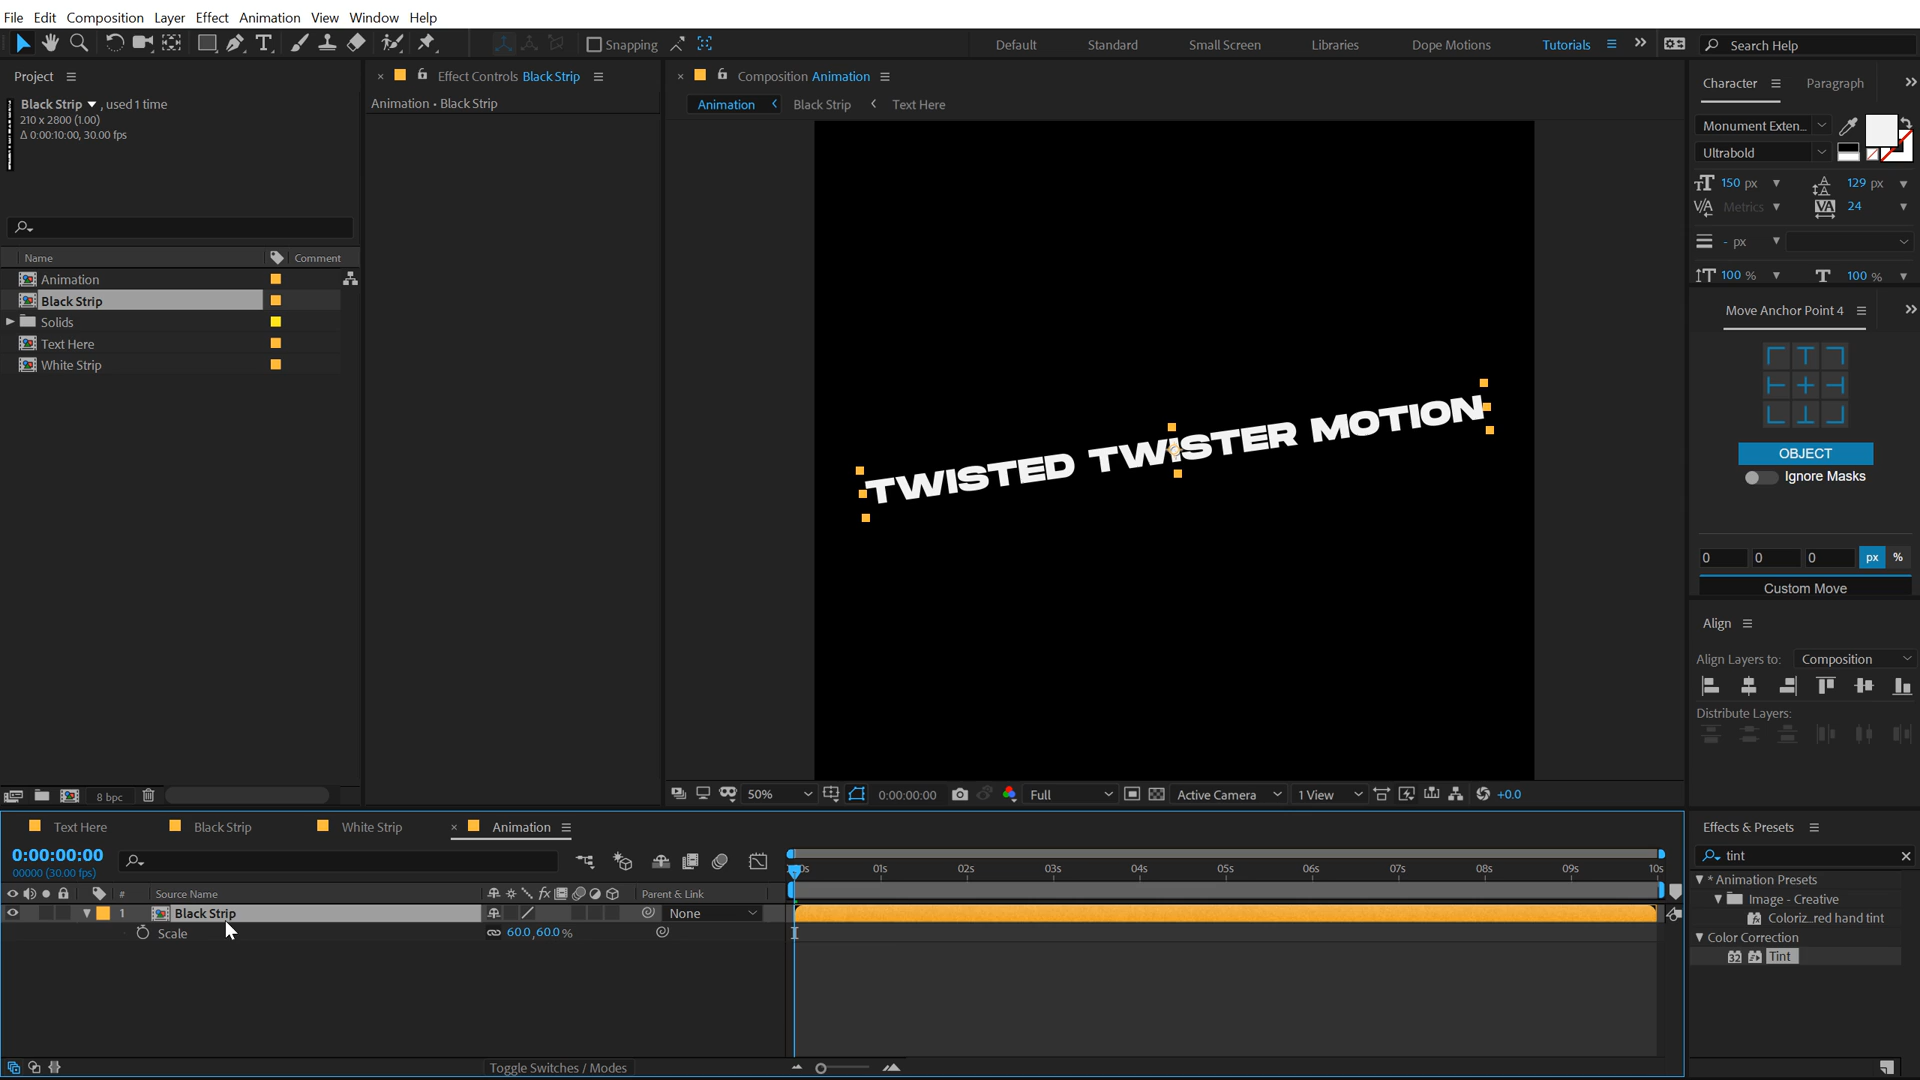 File Edit Composition Layer Effect Animation View Window Help
Snapping Default Standard Small Screen Libraries Dope Motions Tutorials Search Help
Project
Black Strip , used 1 time
210 x 2800 (1.00)
Δ 0:00:10:00, 30.00 fps
Name Comment
Animation
Black Strip
Solids
Text Here
White Strip
8 bpc
Effect Controls Black Strip
Animation • Black Strip
Composition Animation
Animation Black Strip Text Here
TWISTED TWISTER MOTION
50% 0:00:00:00 Full Active Camera 1 View +0.0
Character Paragraph
Monument Exten...
Ultrabold
150 px 129 px
Metrics 24
- px
100 % 100 %
Move Anchor Point 4
OBJECT
Ignore Masks
0 0 0 px %
Custom Move
Align
Align Layers to: Composition
Distribute Layers:
Text Here Black Strip White Strip Animation
0:00:00:00
00000 (30.00 fps)
# Source Name Parent & Link
1 Black Strip None
Scale 60.0, 60.0 %
01s 02s 03s 04s 05s 06s 07s 08s 09s 10s
Toggle Switches / Modes
Effects & Presets
tint
* Animation Presets
Image - Creative
Coloriz...red hand tint
Color Correction
32 Tint